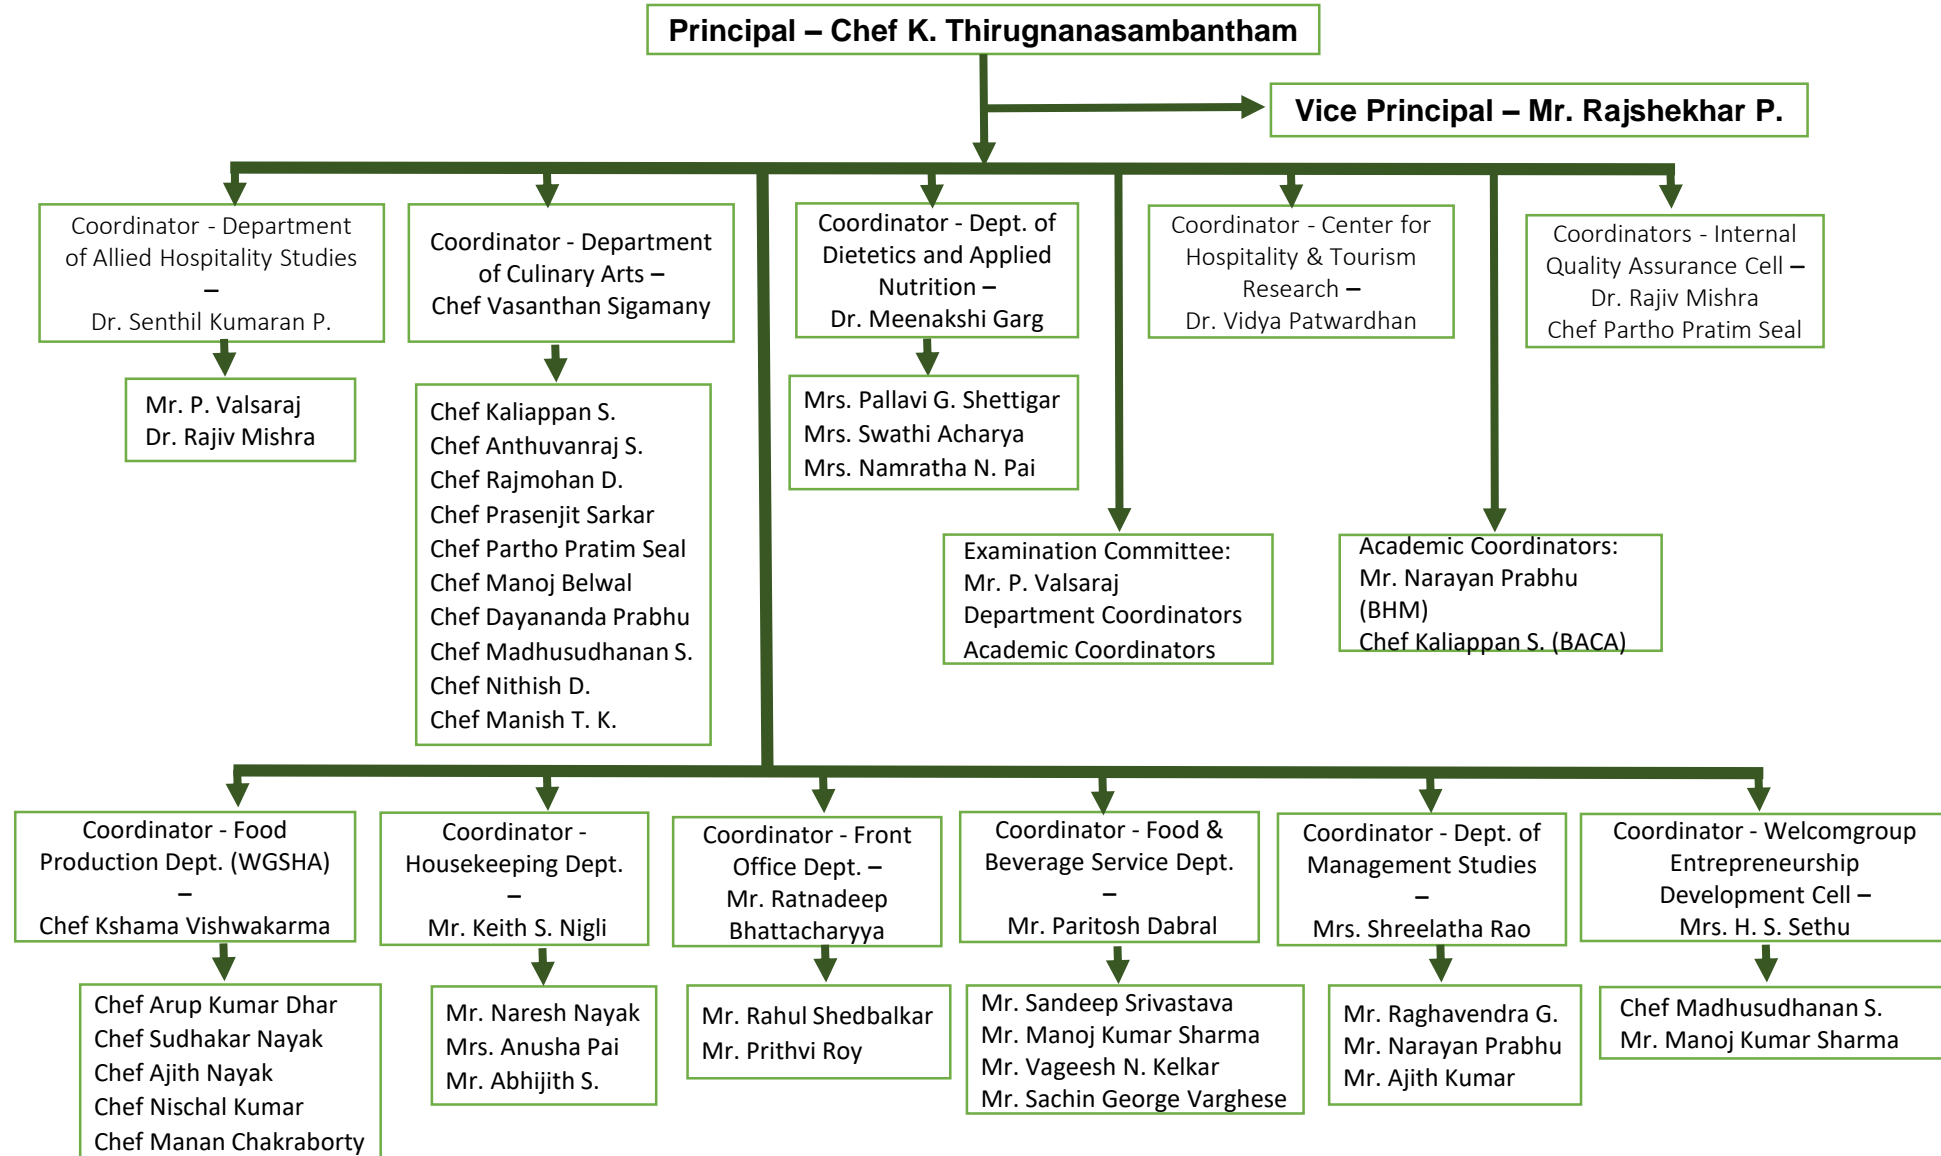 Principal – Chef K. Thirugnanasambantham
Vice Principal – Mr. Rajshekhar P.
Coordinator - Department
of Allied Hospitality Studies
–
Dr. Senthil Kumaran P.
Coordinator - Department
of Culinary Arts –
Chef Vasanthan Sigamany
Coordinator - Dept. of
Dietetics and Applied
Nutrition –
Dr. Meenakshi Garg
Coordinator - Center for
Hospitality & Tourism
Research –
Dr. Vidya Patwardhan
Coordinators - Internal
Quality Assurance Cell –
Dr. Rajiv Mishra
Chef Partho Pratim Seal
Mr. P. Valsaraj
Dr. Rajiv Mishra
Chef Kaliappan S.
Chef Anthuvanraj S.
Chef Rajmohan D.
Chef Prasenjit Sarkar
Chef Partho Pratim Seal
Chef Manoj Belwal
Chef Dayananda Prabhu
Chef Madhusudhanan S.
Chef Nithish D.
Chef Manish T. K.
Mrs. Pallavi G. Shettigar
Mrs. Swathi Acharya
Mrs. Namratha N. Pai
Examination Committee:
Mr. P. Valsaraj
Department Coordinators
Academic Coordinators
Academic Coordinators:
Mr. Narayan Prabhu
(BHM)
Chef Kaliappan S. (BACA)
Coordinator - Food
Production Dept. (WGSHA)
–
Chef Kshama Vishwakarma
Coordinator -
Housekeeping Dept.
–
Mr. Keith S. Nigli
Coordinator - Front
Office Dept. –
Mr. Ratnadeep
Bhattacharyya
Coordinator - Food &
Beverage Service Dept.
–
Mr. Paritosh Dabral
Coordinator - Dept. of
Management Studies
–
Mrs. Shreelatha Rao
Coordinator - Welcomgroup
Entrepreneurship
Development Cell –
Mrs. H. S. Sethu
Chef Arup Kumar Dhar
Chef Sudhakar Nayak
Chef Ajith Nayak
Chef Nischal Kumar
Chef Manan Chakraborty
Mr. Naresh Nayak
Mrs. Anusha Pai
Mr. Abhijith S.
Mr. Rahul Shedbalkar
Mr. Prithvi Roy
Mr. Sandeep Srivastava
Mr. Manoj Kumar Sharma
Mr. Vageesh N. Kelkar
Mr. Sachin George Varghese
Mr. Raghavendra G.
Mr. Narayan Prabhu
Mr. Ajith Kumar
Chef Madhusudhanan S.
Mr. Manoj Kumar Sharma